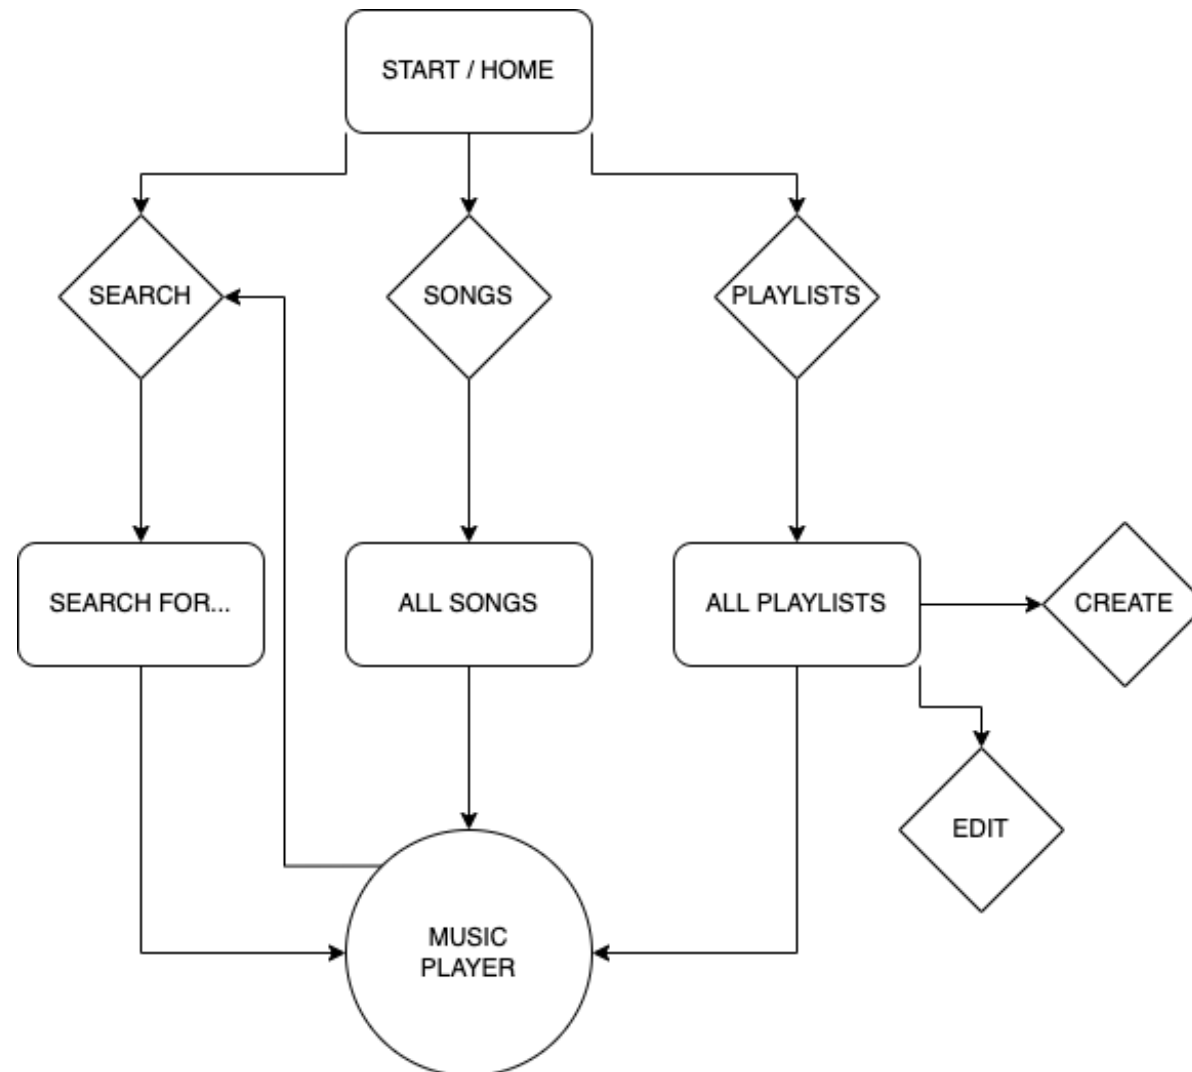 START / HOME
SEARCH
SONGS
PLAYLISTS
SEARCH FOR...
ALL SONGS
ALL PLAYLISTS
CREATE
EDIT
MUSIC
PLAYER